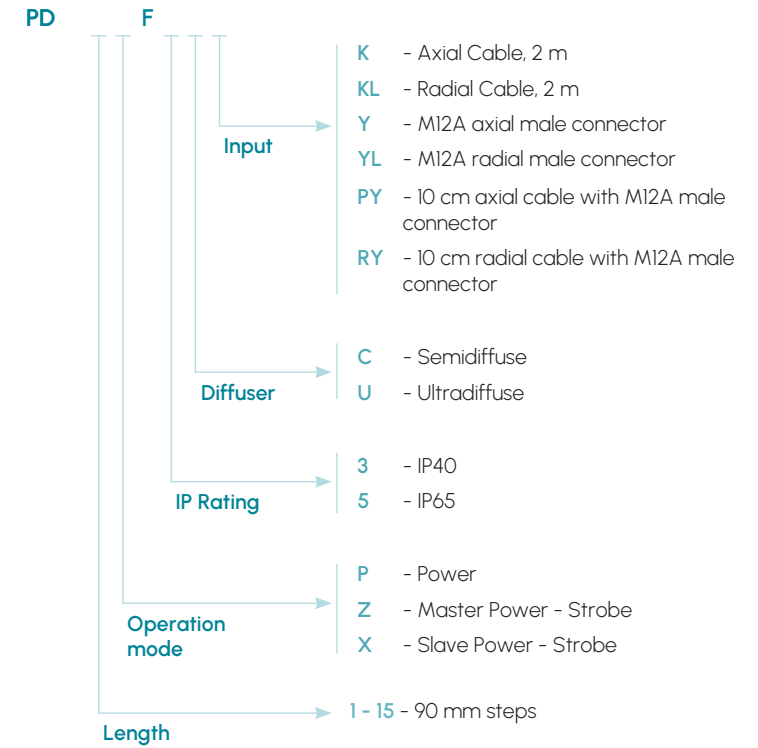 PD F
K - Axial Cable, 2 m
KL - Radial Cable, 2 m
Y - M12A axial male connector
YL - M12A radial male connector
PY - 10 cm axial cable with M12A male
connector
RY - 10 cm radial cable with M12A male
connector
Input
C - Semidiffuse
U - Ultradiffuse
Diffuser
3 - IP40
5 - IP65
IP Rating
P - Power
Z - Master Power - Strobe
X - Slave Power - Strobe
Operation
mode
1 - 15 - 90 mm steps
Length